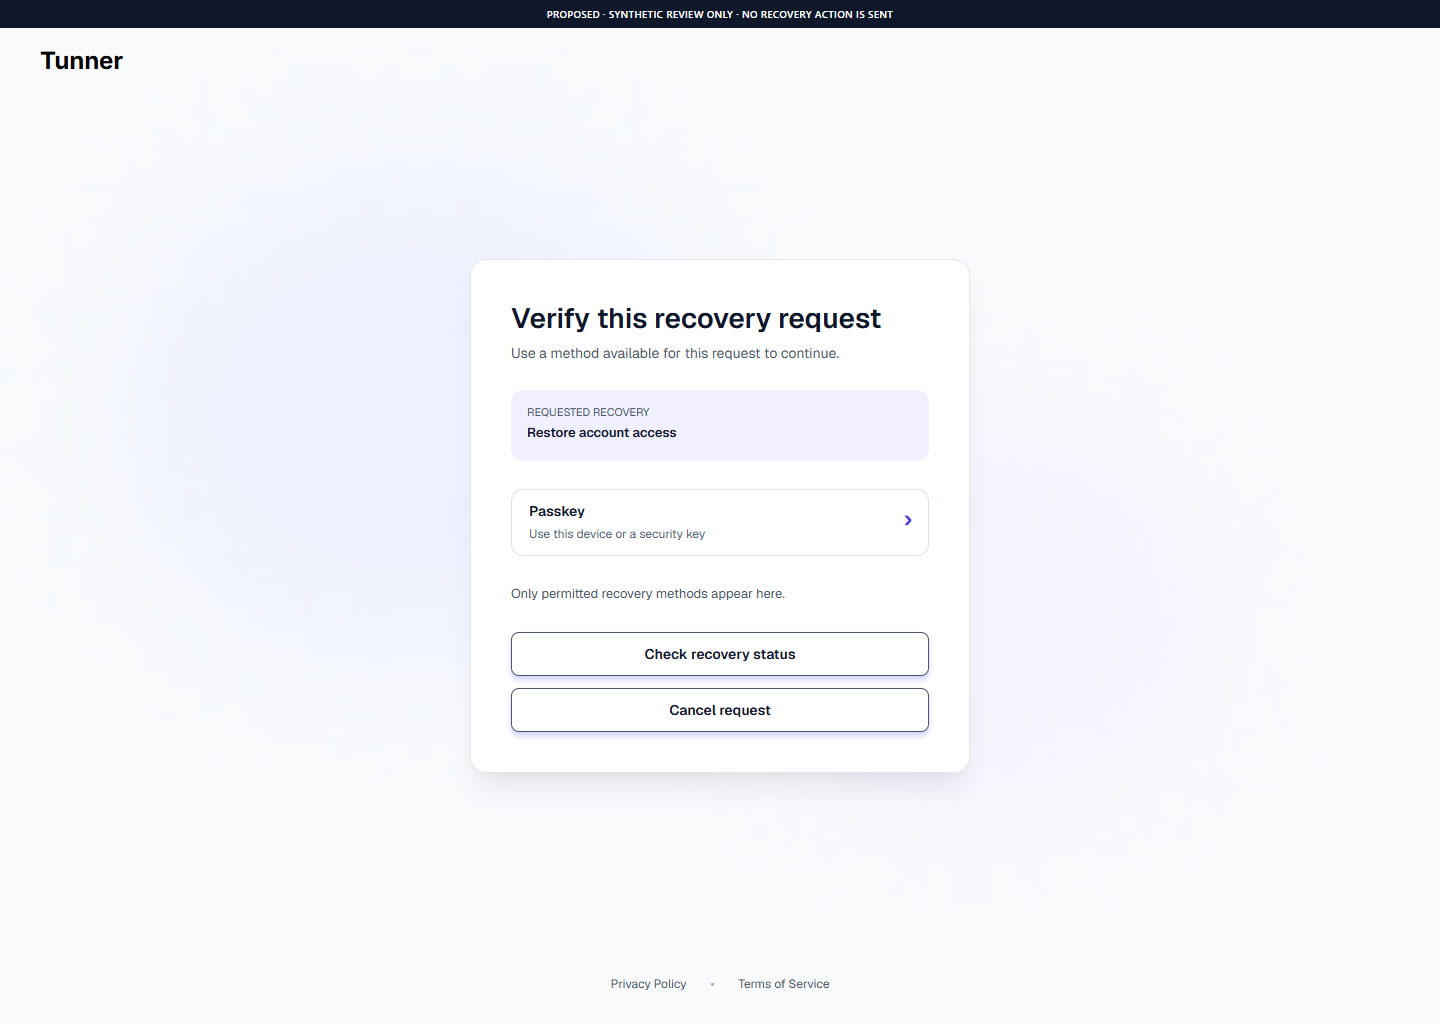 PROPOSED · SYNTHETIC REVIEW ONLY · NO RECOVERY ACTION IS SENT
Tunner
Verify this recovery request
Use a method available for this request to continue.
REQUESTED RECOVERY
Restore account access
Passkey
Use this device or a security key
Only permitted recovery methods appear here.
Check recovery status
Cancel request
Privacy Policy • Terms of Service